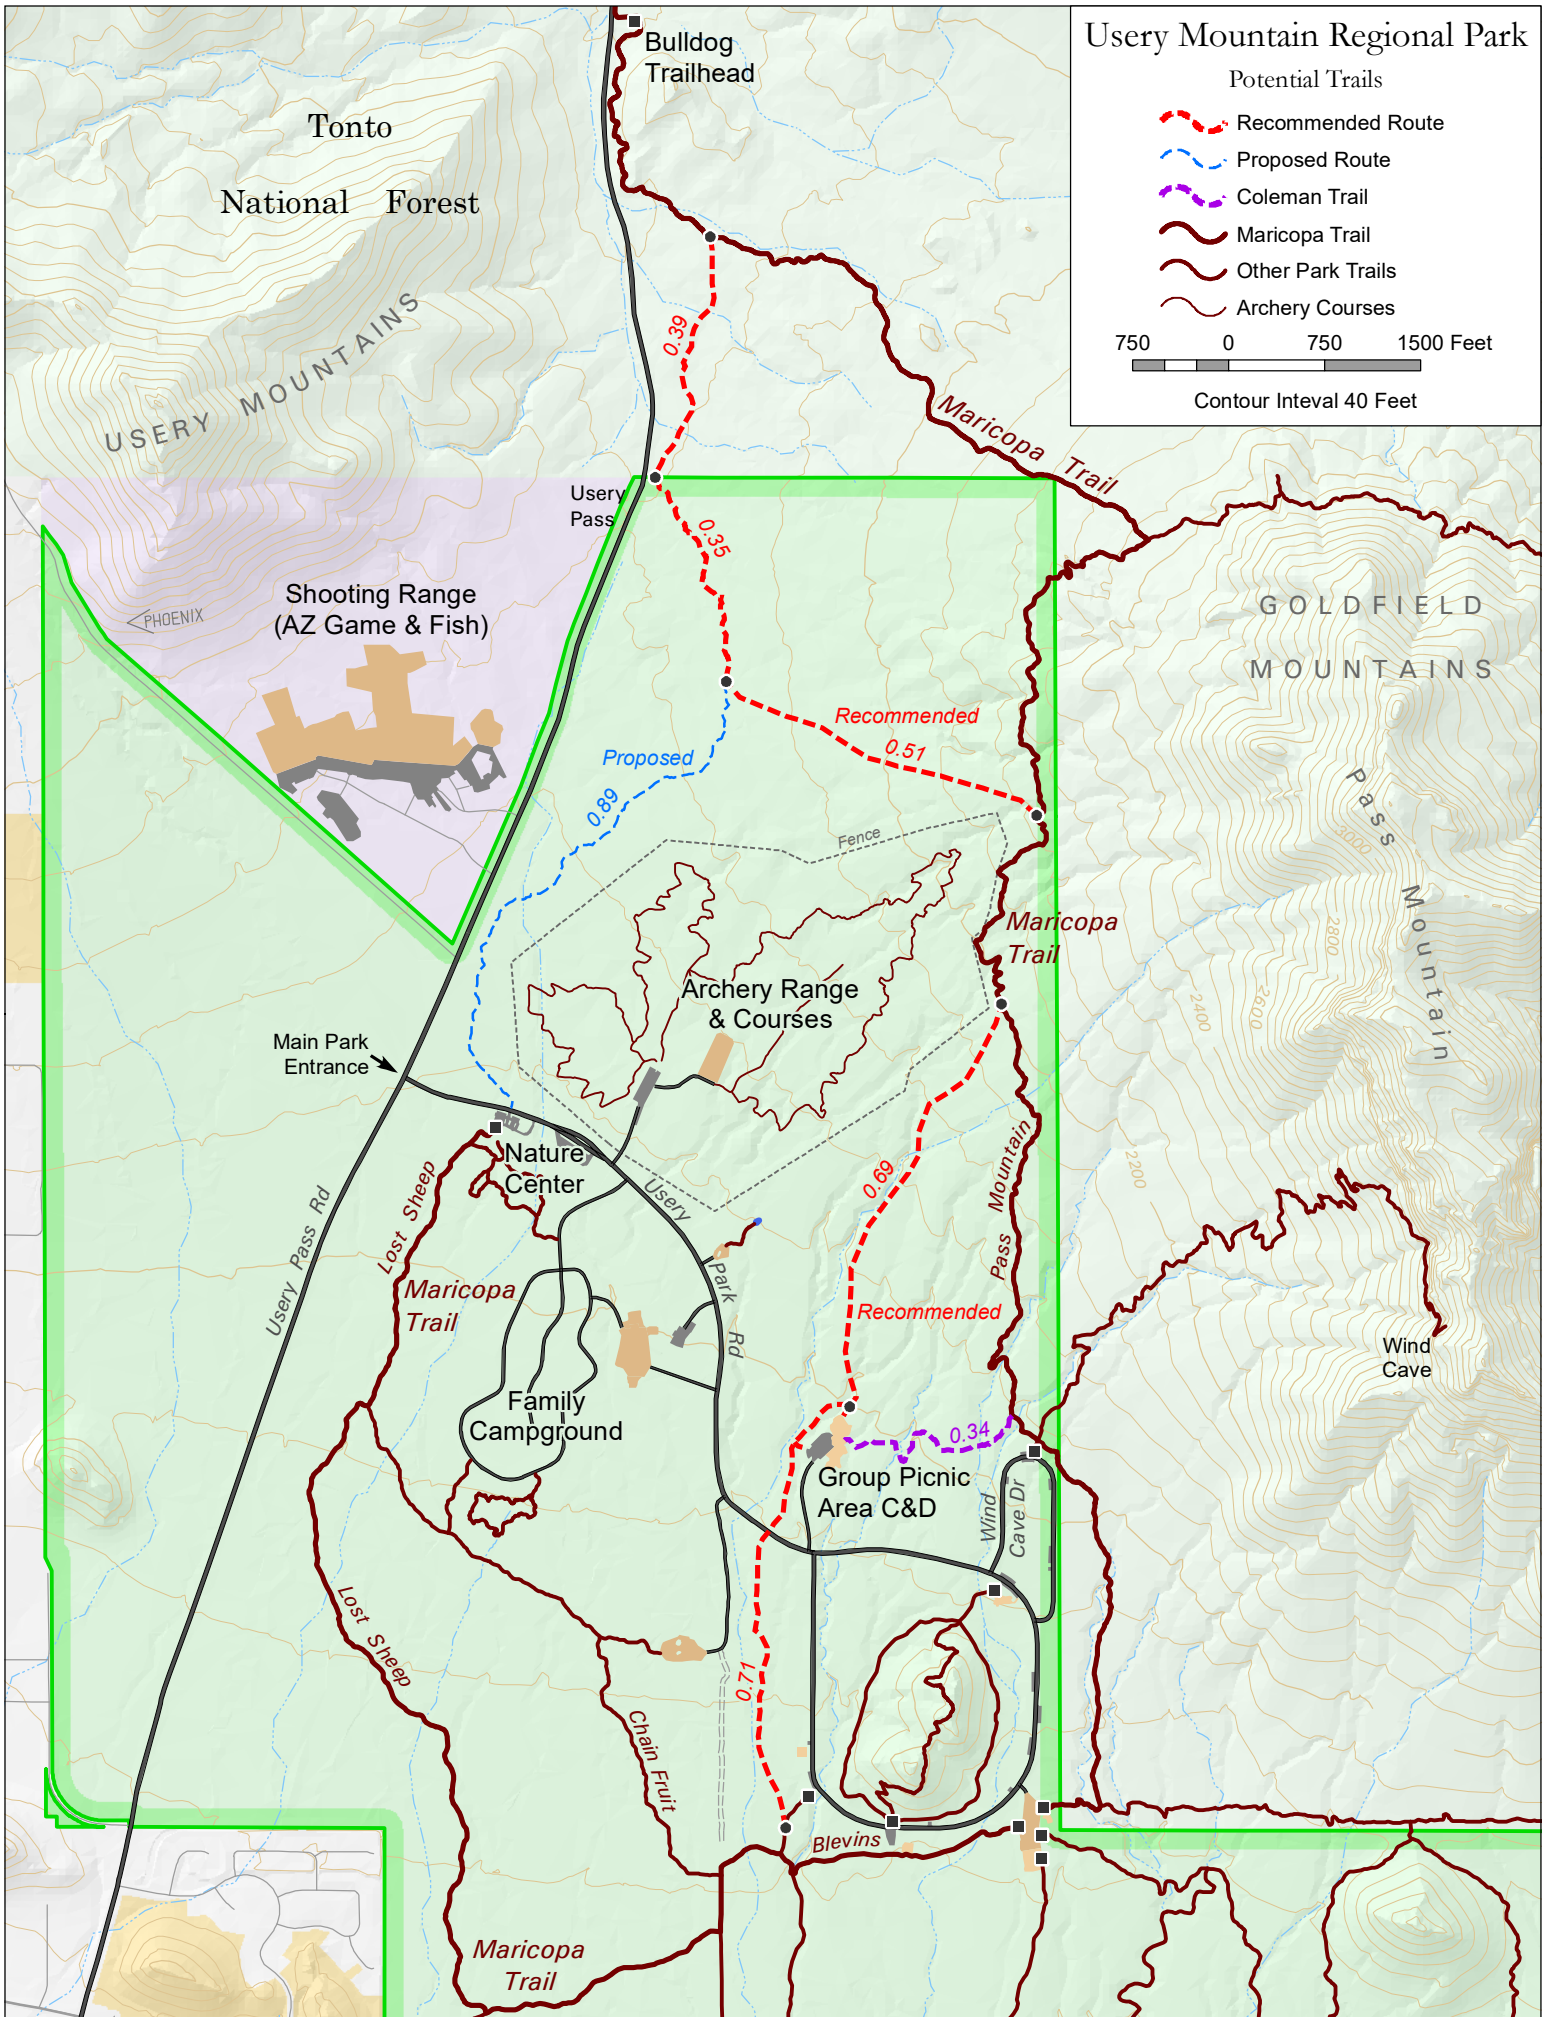 Usery Mountain Regional Park
Potential Trails
Recommended Route
Proposed Route
Coleman Trail
Maricopa Trail
Other Park Trails
Archery Courses
750 0 750 1500 Feet
Contour Inteval 40 Feet
Bulldog
Trailhead
Tonto
National Forest
USERY MOUNTAINS
0.39
Maricopa Trail
Usery
Pass
0.35
Shooting Range
(AZ Game & Fish)
PHOENIX
GOLDFIELD
MOUNTAINS
Recommended
0.51
Proposed
0.89
Fence
Pass Mountain
3000
2800
2600
2400
2200
Maricopa
Trail
Archery Range
& Courses
Main Park
Entrance
Nature
Center
Usery Park Rd
Lost Sheep
Usery Pass Rd
Maricopa
Trail
0.69
Pass Mountain
Recommended
Wind
Cave
Family
Campground
0.34
Group Picnic
Area C&D
Wind
Cave Dr
Lost Sheep
0.71
Chain Fruit
Blevins
Maricopa
Trail